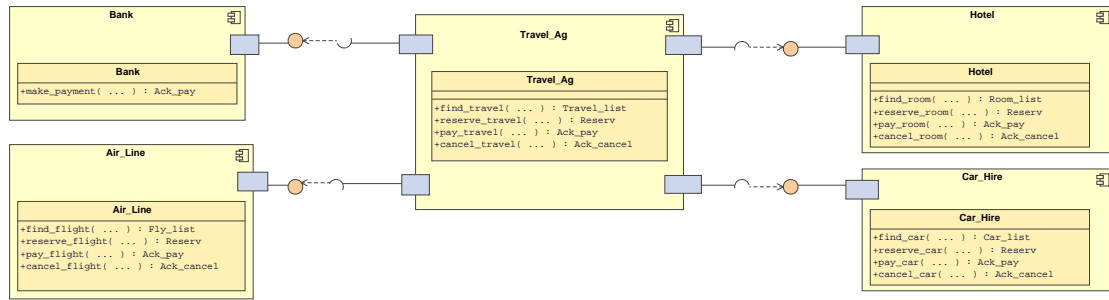 Bank
Bank
+make_payment( ... ) : Ack_pay
Travel_Ag
Travel_Ag
+find_travel( ... ) : Travel_list
+reserve_travel( ... ) : Reserv
+pay_travel( ... ) : Ack_pay
+cancel_travel( ... ) : Ack_cancel
Hotel
Hotel
+find_room( ... ) : Room_list
+reserve_room( ... ) : Reserv
+pay_room( ... ) : Ack_pay
+cancel_room( ... ) : Ack_cancel
Air_Line
Air_Line
+find_flight( ... ) : Fly_list
+reserve_flight( ... ) : Reserv
+pay_flight( ... ) : Ack_pay
+cancel_flight( ... ) : Ack_cancel
Car_Hire
Car_Hire
+find_car( ... ) : Car_list
+reserve_car( ... ) : Reserv
+pay_car( ... ) : Ack_pay
+cancel_car( ... ) : Ack_cancel